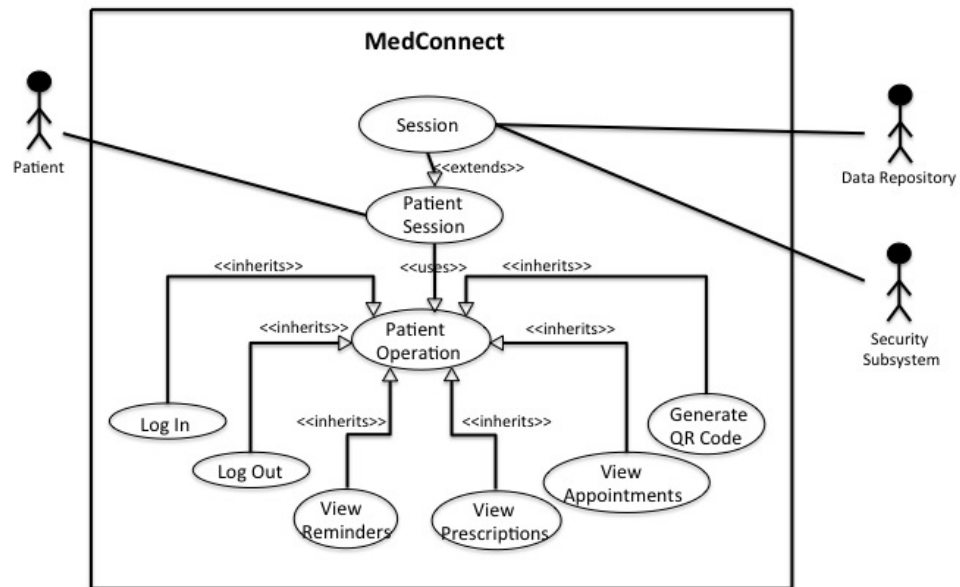 MedConnect
Patient
Session
Data Repository
<<extends>>
Patient
Session
<<inherits>>
<<uses>>
<<inherits>>
<<inherits>>
Patient
Operation
<<inherits>>
Security
Subsystem
Log In
<<inherits>>
<<inherits>>
Generate
QR Code
Log Out
View
Appointments
View
Reminders
View
Prescriptions